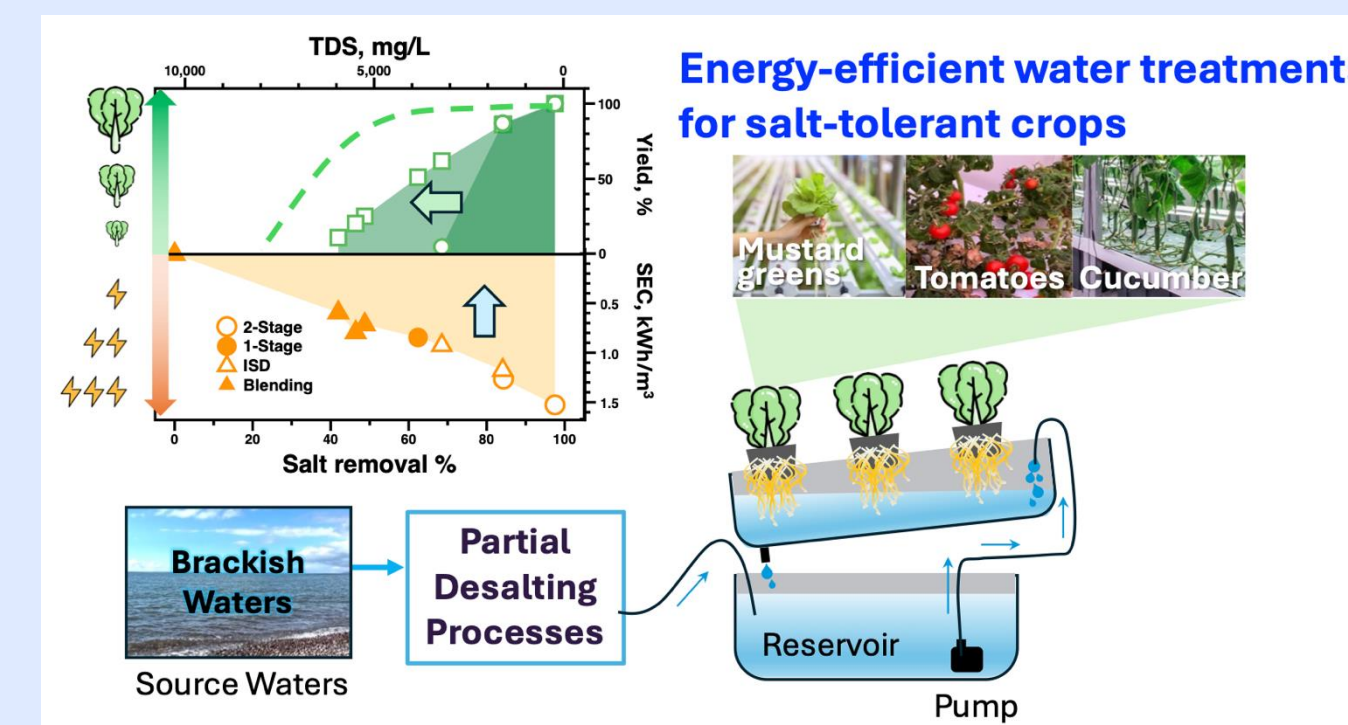 TDS, mg/L
10,000
5,000
0
100
50
0
Yield, %
0.5
1.0
1.5
SEC, kWh/m³
2-Stage
1-Stage
ISD
Blending
0
20
40
60
80
100
Salt removal %
Energy-efficient water treatment
for salt-tolerant crops
Mustard
greens
Tomatoes
Cucumber
Brackish
Waters
Source Waters
Partial
Desalting
Processes
Reservoir
Pump